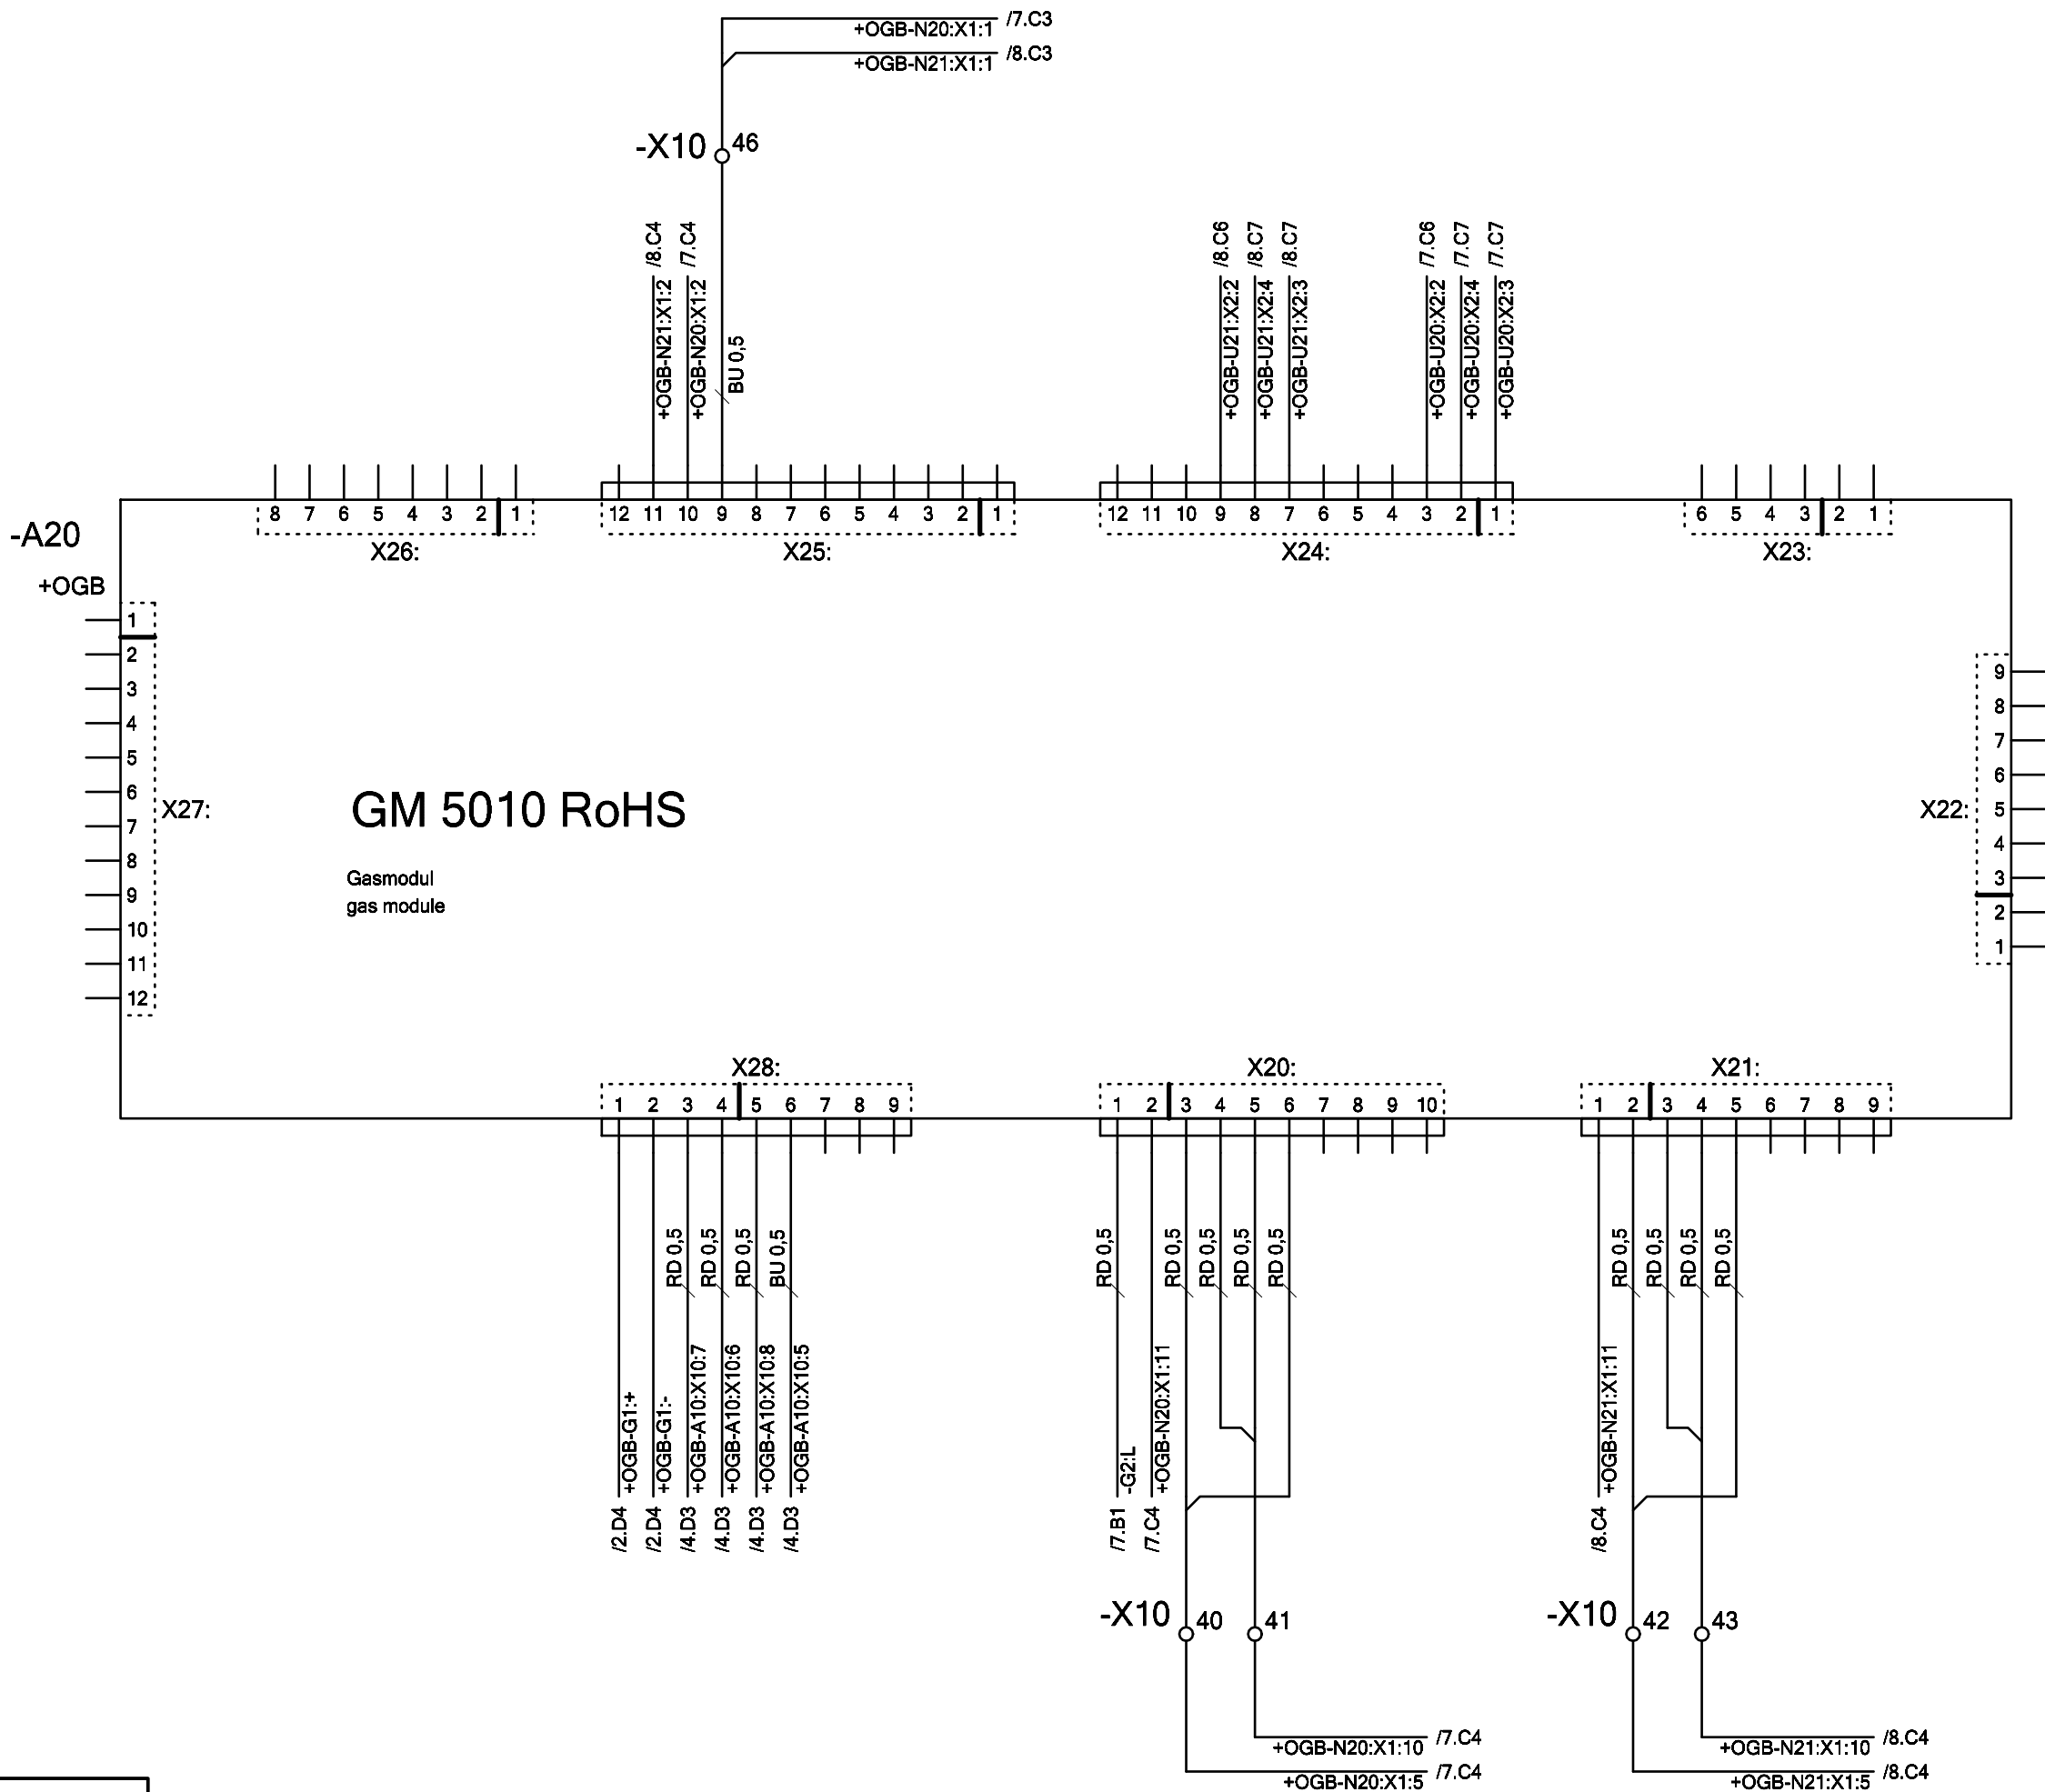 +OGB-N20:X1:1 /7.C3
+OGB-N21:X1:1 /8.C3
-X10 46
/8.C4 /7.C4 /8.C6 /8.C7 /8.C7 /7.C6 /7.C7 /7.C7
+OGB-N21:X1:2 +OGB-N20:X1:2 BU 0,5 +OGB-U21:X2:2 +OGB-U21:X2:4 +OGB-U21:X2:3 +OGB-U20:X2:2 +OGB-U20:X2:4 +OGB-U20:X2:3
8 7 6 5 4 3 2 1
12 11 10 9 8 7 6 5 4 3 2 1
12 11 10 9 8 7 6 5 4 3 2 1
6 5 4 3 2 1
-A20
X26: X25: X24: X23:
+OGB
1
2
3
4
5
6
7
8
9
10
11
12
X27:
GM 5010 RoHS
Gasmodul
gas module
X22:
9
8
7
6
5
4
3
2
1
X28: X20: X21:
1 2 3 4 5 6 7 8 9
1 2 3 4 5 6 7 8 9 10
1 2 3 4 5 6 7 8 9
RD 0,5 RD 0,5 RD 0,5 BU 0,5
RD 0,5 RD 0,5 RD 0,5 RD 0,5 RD 0,5
RD 0,5 RD 0,5 RD 0,5 RD 0,5
+OGB-G1:+ +OGB-G1:- +OGB-A10:X10:7 +OGB-A10:X10:6 +OGB-A10:X10:8 +OGB-A10:X10:5
-G2:L +OGB-N20:X1:11
+OGB-N21:X1:11
/2.D4 /2.D4 /4.D3 /4.D3 /4.D3 /4.D3
/7.B1 /7.C4
/8.C4
-X10 40 41
-X10 42 43
+OGB-N20:X1:10 /7.C4
+OGB-N20:X1:5 /7.C4
+OGB-N21:X1:10 /8.C4
+OGB-N21:X1:5 /8.C4